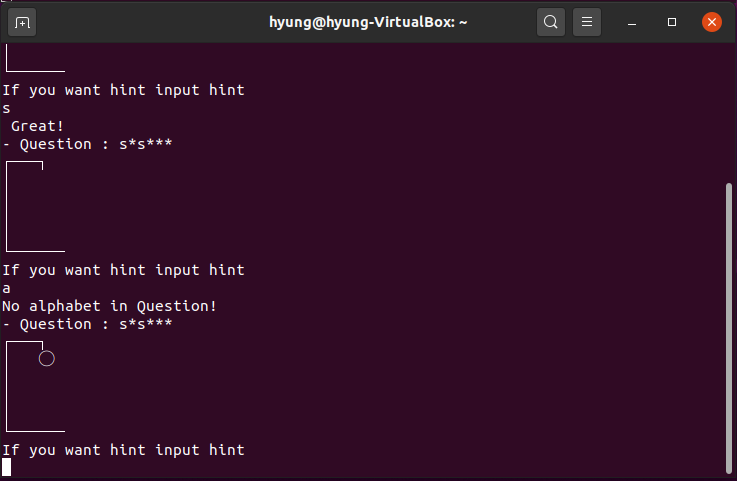 hyung@hyung-VirtualBox: ~
If you want hint input hint
s
 Great!
- Question : s*s***
If you want hint input hint
a
No alphabet in Question!
- Question : s*s***
If you want hint input hint